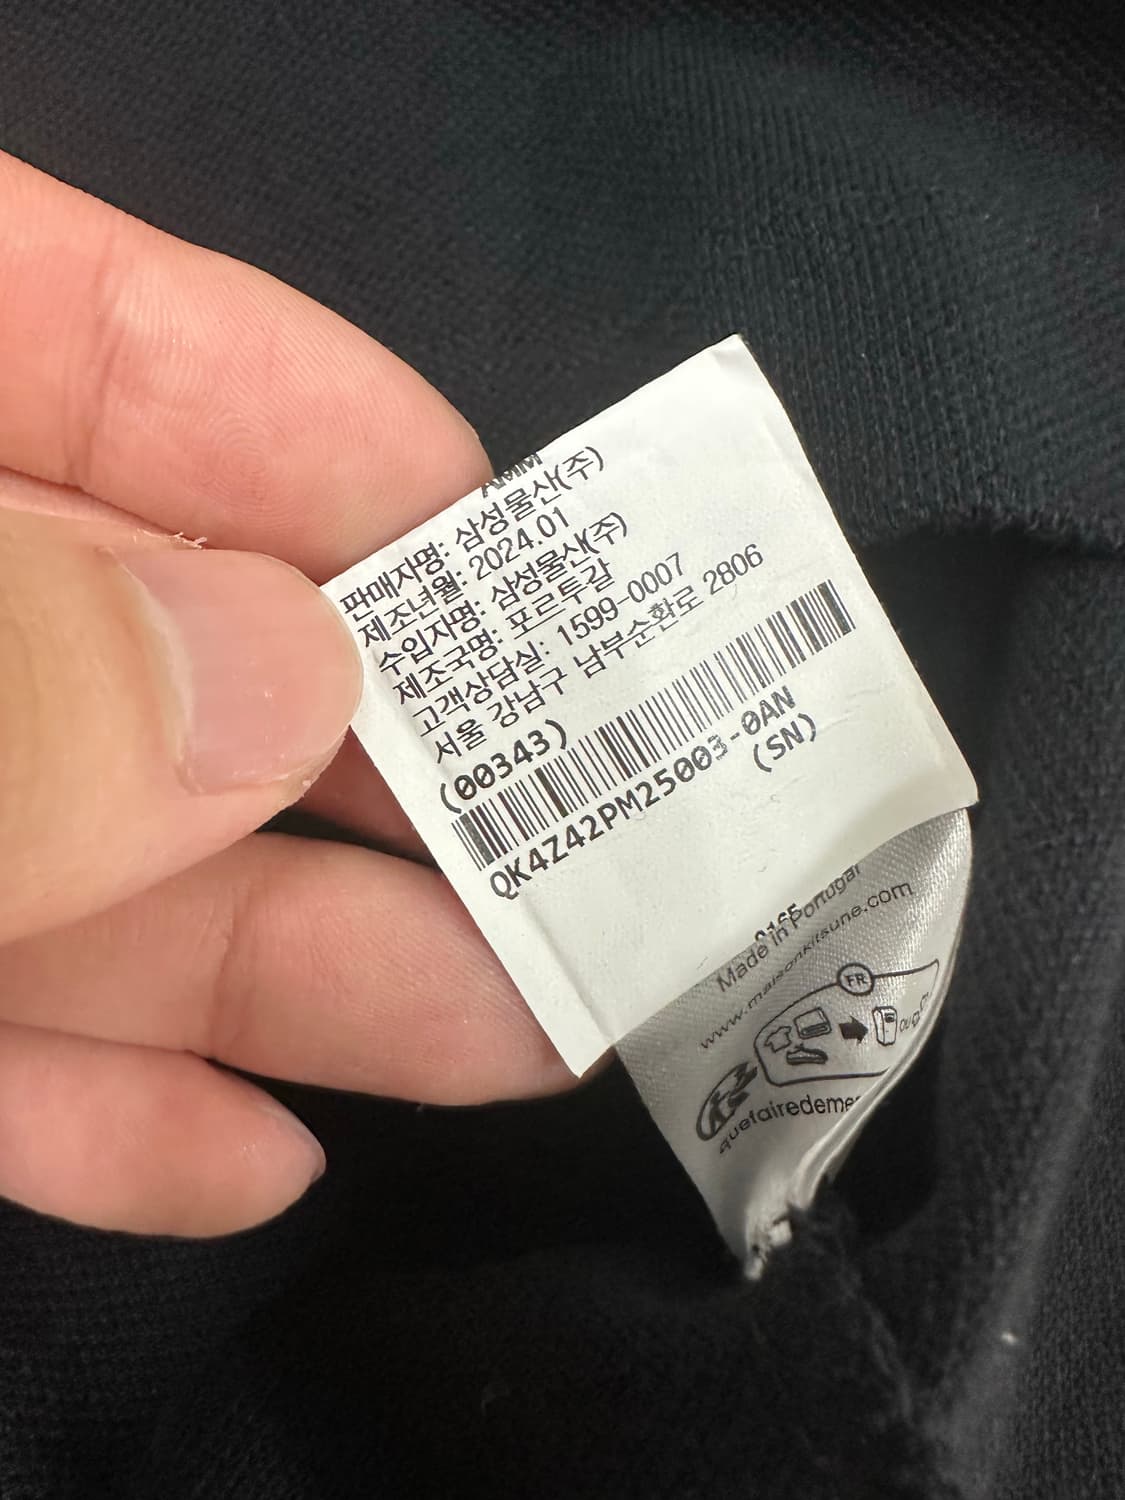 AMM
판매자명: 삼성물산(주)
제조년월: 2024.01
수입자명: 삼성물산(주)
제조국명: 포르투갈
고객상담실: 1599-0007
서울 강남구 남부순환로 2806
(00343)
QK4Z42PM25003-0AN
(SN)
Made in Portugal
www.maisonkitsune.com
FR
OU
quefairedeme